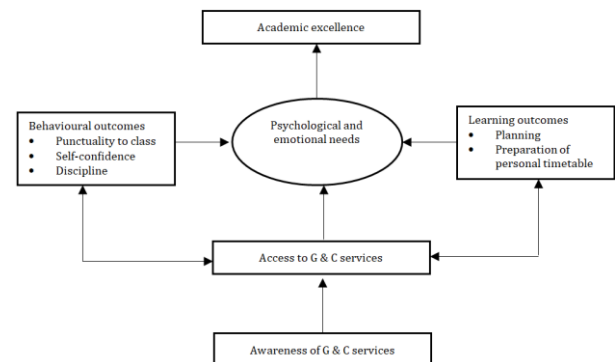 Academic excellence
Behavioural outcomes
• Punctuality to class
• Self-confidence
• Discipline
Psychological and
emotional needs
Learning outcomes
• Planning
• Preparation of
personal timetable
Access to G & C services
Awareness of G & C services